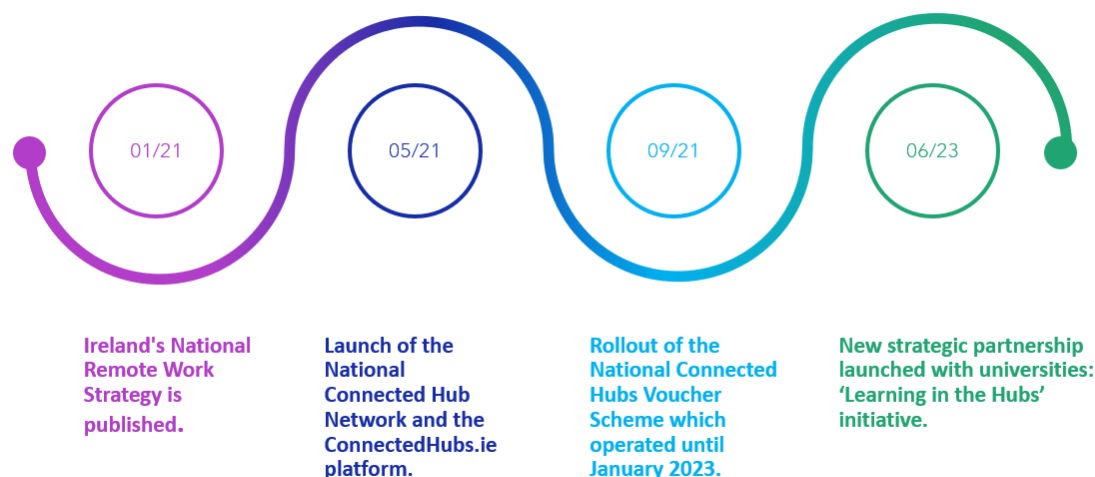 01/21
05/21
09/21
06/23
Ireland's National
Remote Work
Strategy is
published.
Launch of the
National
Connected Hub
Network and the
ConnectedHubs.ie
platform.
Rollout of the
National Connected
Hubs Voucher
Scheme which
operated until
January 2023.
New strategic partnership
launched with universities:
‘Learning in the Hubs’
initiative.